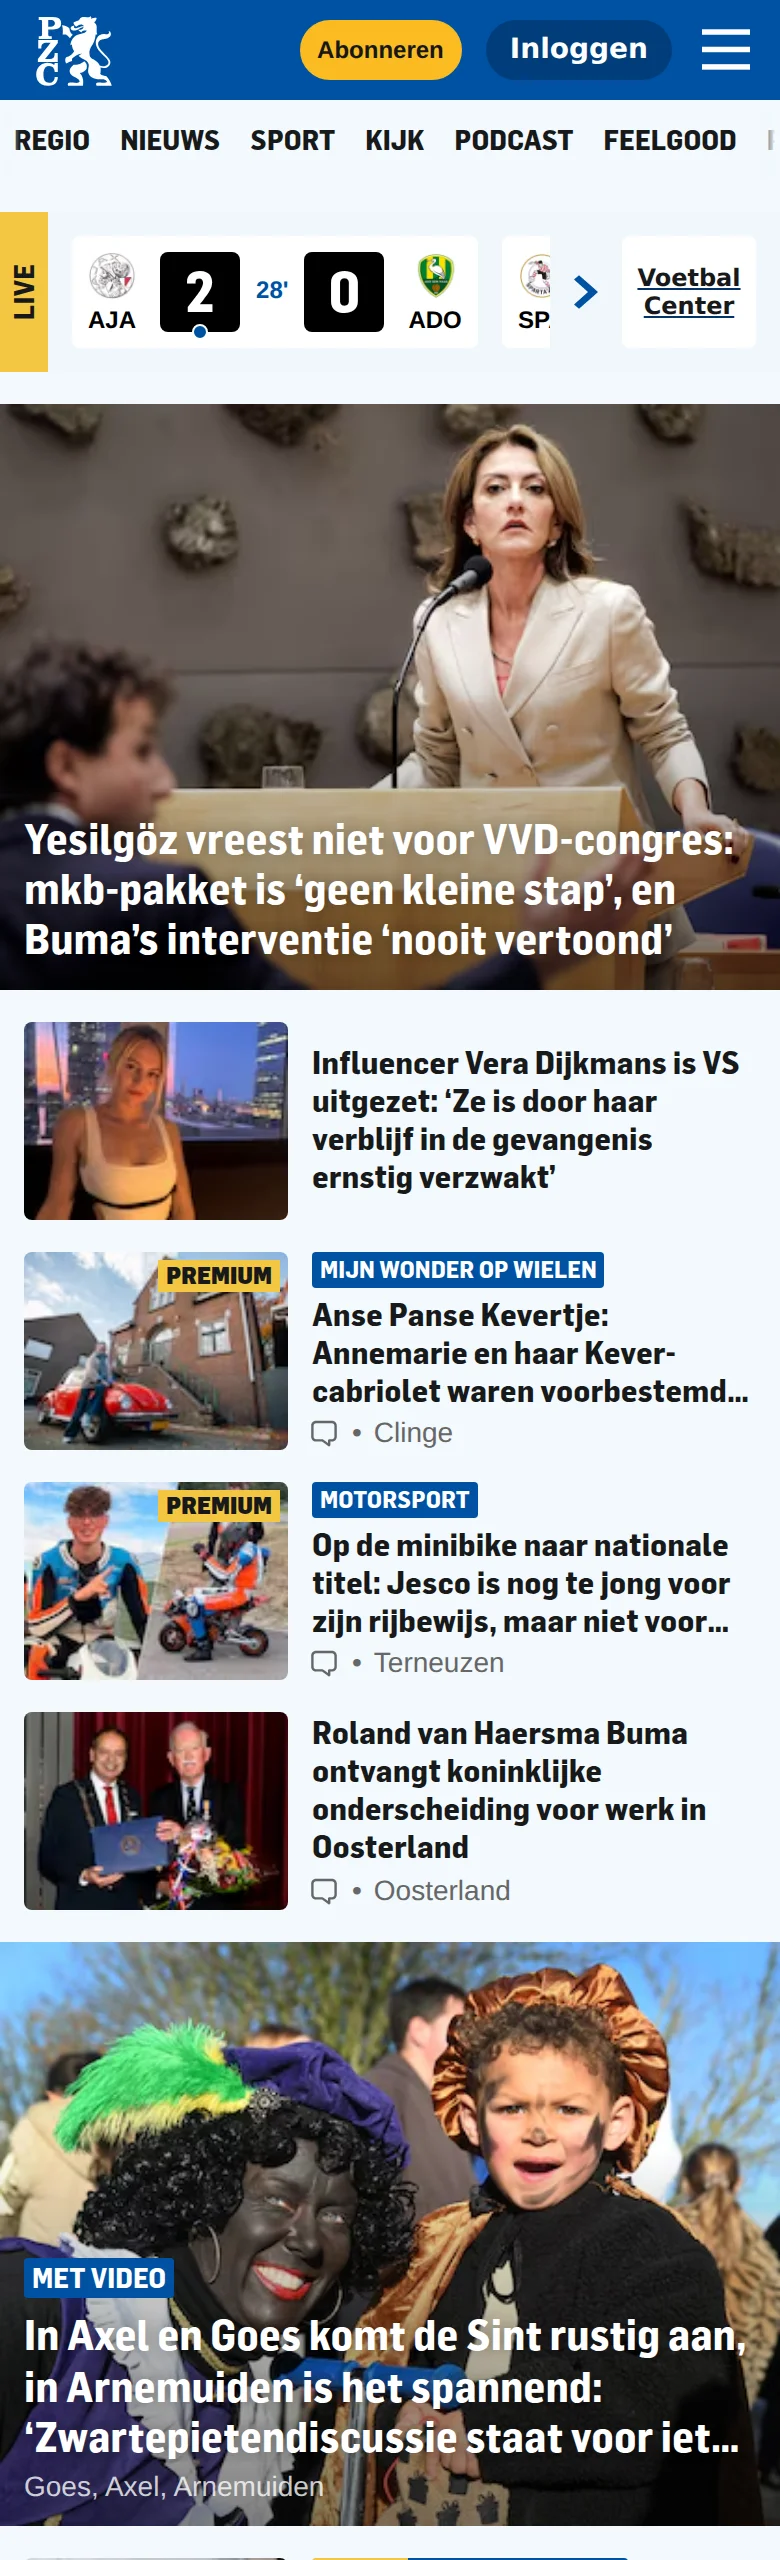 PZC
Abonneren
Inloggen
REGIO NIEUWS SPORT KIJK PODCAST FEELGOOD
LIVE
AJA
2
28'
0
ADO
SPA
Voetbal
Center
Yesilgöz vreest niet voor VVD-congres:
mkb-pakket is ‘geen kleine stap’, en
Buma’s interventie ‘nooit vertoond’
Influencer Vera Dijkmans is VS
uitgezet: ‘Ze is door haar
verblijf in de gevangenis
ernstig verzwakt’
PREMIUM
MIJN WONDER OP WIELEN
Anse Panse Kevertje:
Annemarie en haar Kever-
cabriolet waren voorbestemd...
• Clinge
PREMIUM
MOTORSPORT
Op de minibike naar nationale
titel: Jesco is nog te jong voor
zijn rijbewijs, maar niet voor...
• Terneuzen
Roland van Haersma Buma
ontvangt koninklijke
onderscheiding voor werk in
Oosterland
• Oosterland
MET VIDEO
In Axel en Goes komt de Sint rustig aan,
in Arnemuiden is het spannend:
‘Zwartepietendiscussie staat voor iet...
Goes, Axel, Arnemuiden